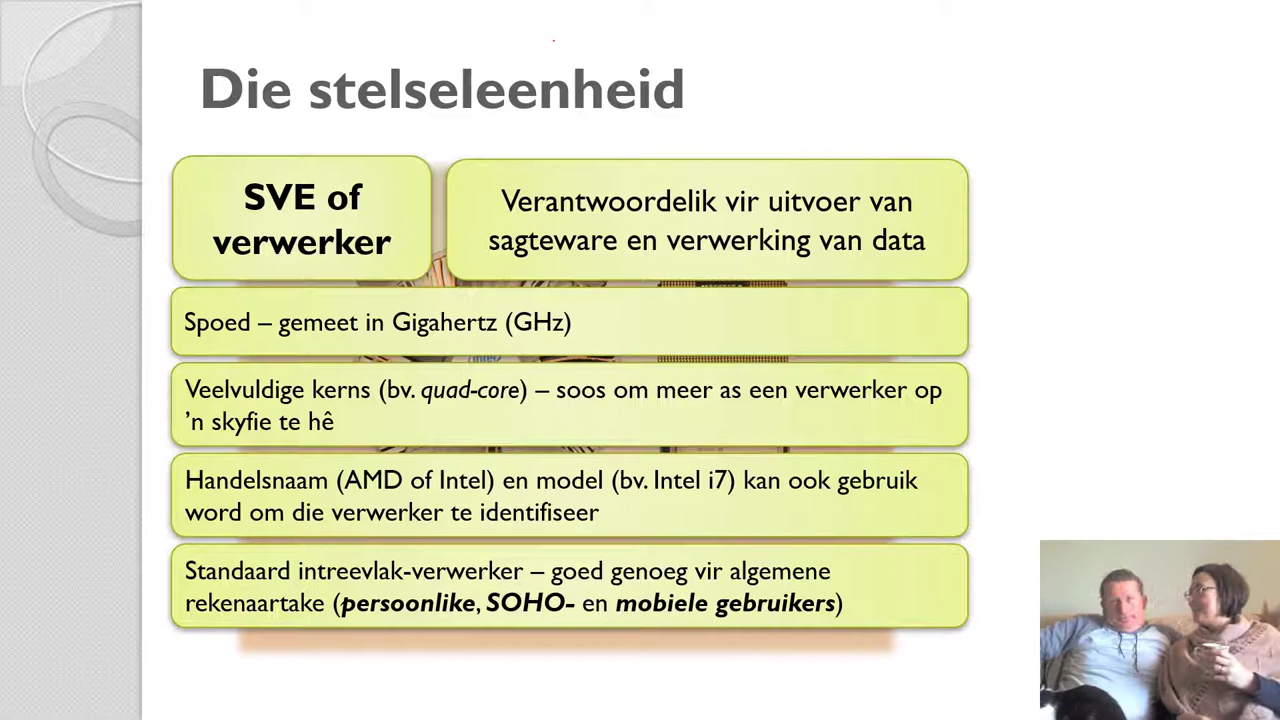 Die stelseleenheid
SVE of
verwerker
Verantwoordelik vir uitvoer van
sagteware en verwerking van data
Spoed – gemeet in Gigahertz (GHz)
Veelvuldige kerns (bv. quad-core) – soos om meer as een verwerker op
’n skyfie te hê
Handelsnaam (AMD of Intel) en model (bv. Intel i7) kan ook gebruik
word om die verwerker te identifiseer
Standaard intreevlak-verwerker – goed genoeg vir algemene
rekenaartake (persoonlike, SOHO- en mobiele gebruikers)